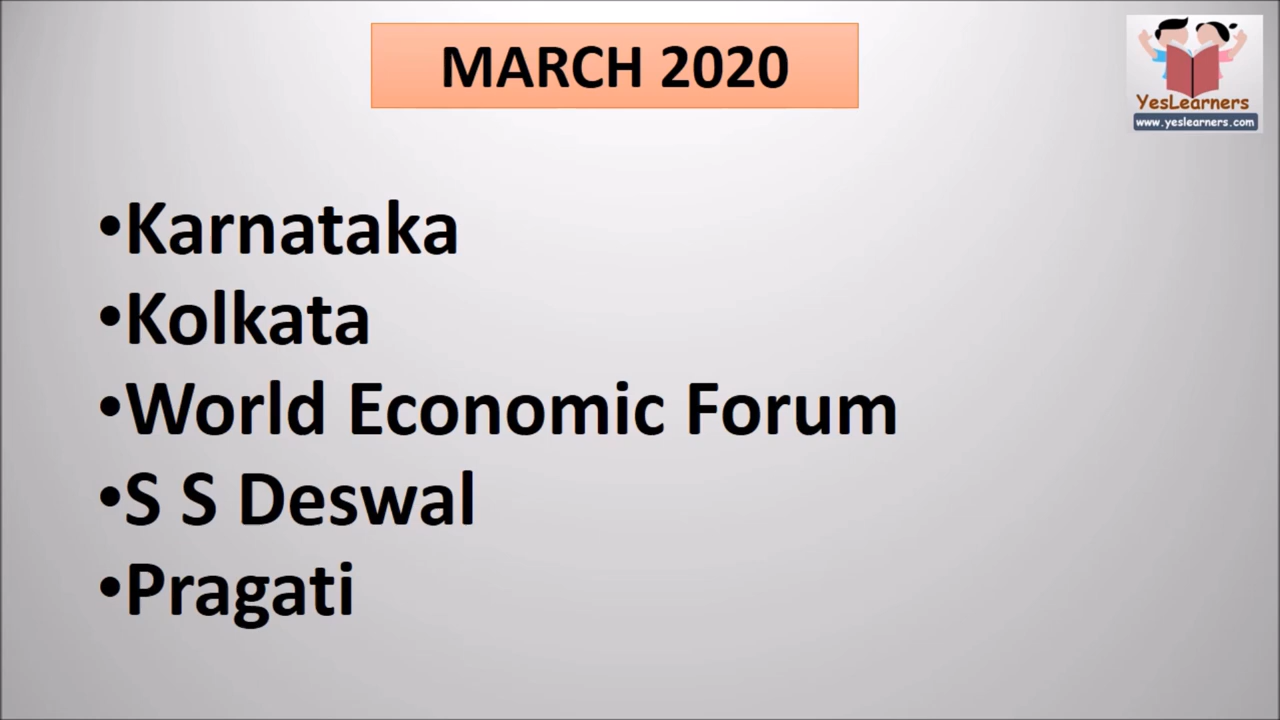 MARCH 2020
YesLearners
www.yeslearners.com
•Karnataka
•Kolkata
•World Economic Forum
•S S Deswal
•Pragati